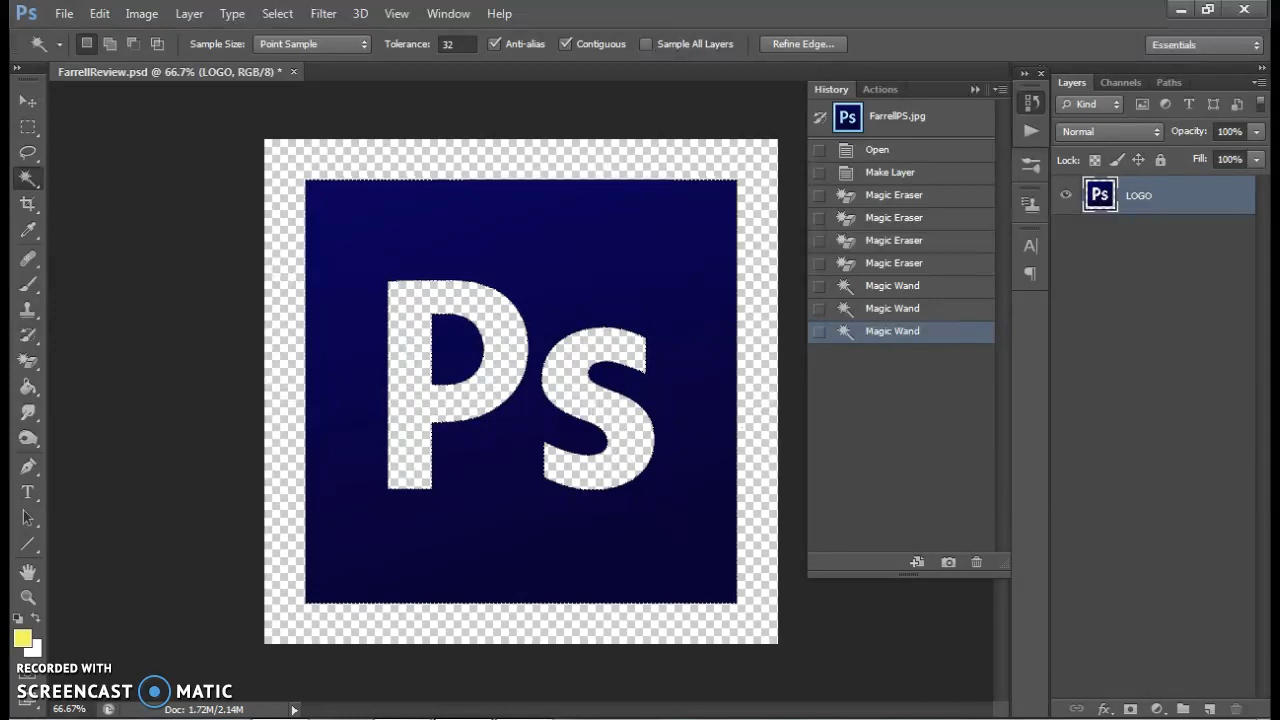 Ps File Edit Image Layer Type Select Filter 3D View Window Help
Sample Size: Point Sample Tolerance: 32 Anti-alias Contiguous Sample All Layers Refine Edge... Essentials
FarrellReview.psd @ 66.7% (LOGO, RGB/8) * ×
History Actions
Ps FarrellPS.jpg
Open
Make Layer
Magic Eraser
Magic Eraser
Magic Eraser
Magic Eraser
Magic Wand
Magic Wand
Magic Wand
Layers Channels Paths
Kind
Normal Opacity: 100%
Lock: Fill: 100%
Ps LOGO
Ps
T
A
RECORDED WITH
SCREENCAST MATIC
66.67% Doc: 1.72M/2.14M